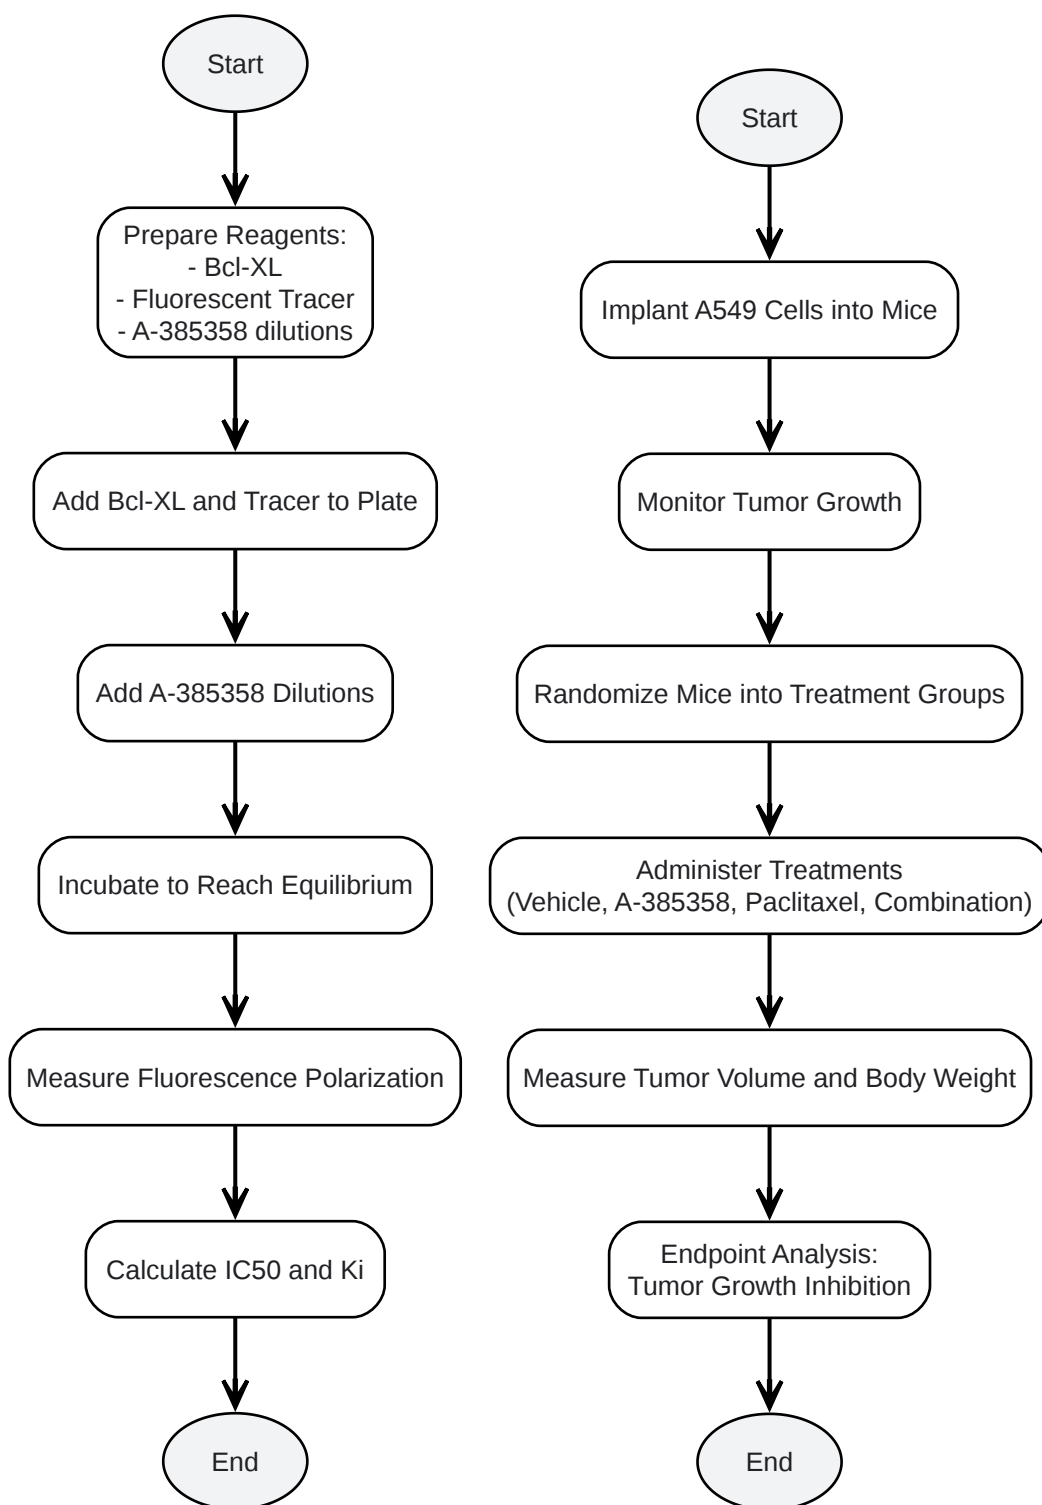 Start
Prepare Reagents:
- Bcl-XL
- Fluorescent Tracer
- A-385358 dilutions
Add Bcl-XL and Tracer to Plate
Add A-385358 Dilutions
Incubate to Reach Equilibrium
Measure Fluorescence Polarization
Calculate IC50 and Ki
End
Start
Implant A549 Cells into Mice
Monitor Tumor Growth
Randomize Mice into Treatment Groups
Administer Treatments
(Vehicle, A-385358, Paclitaxel, Combination)
Measure Tumor Volume and Body Weight
Endpoint Analysis:
Tumor Growth Inhibition
End